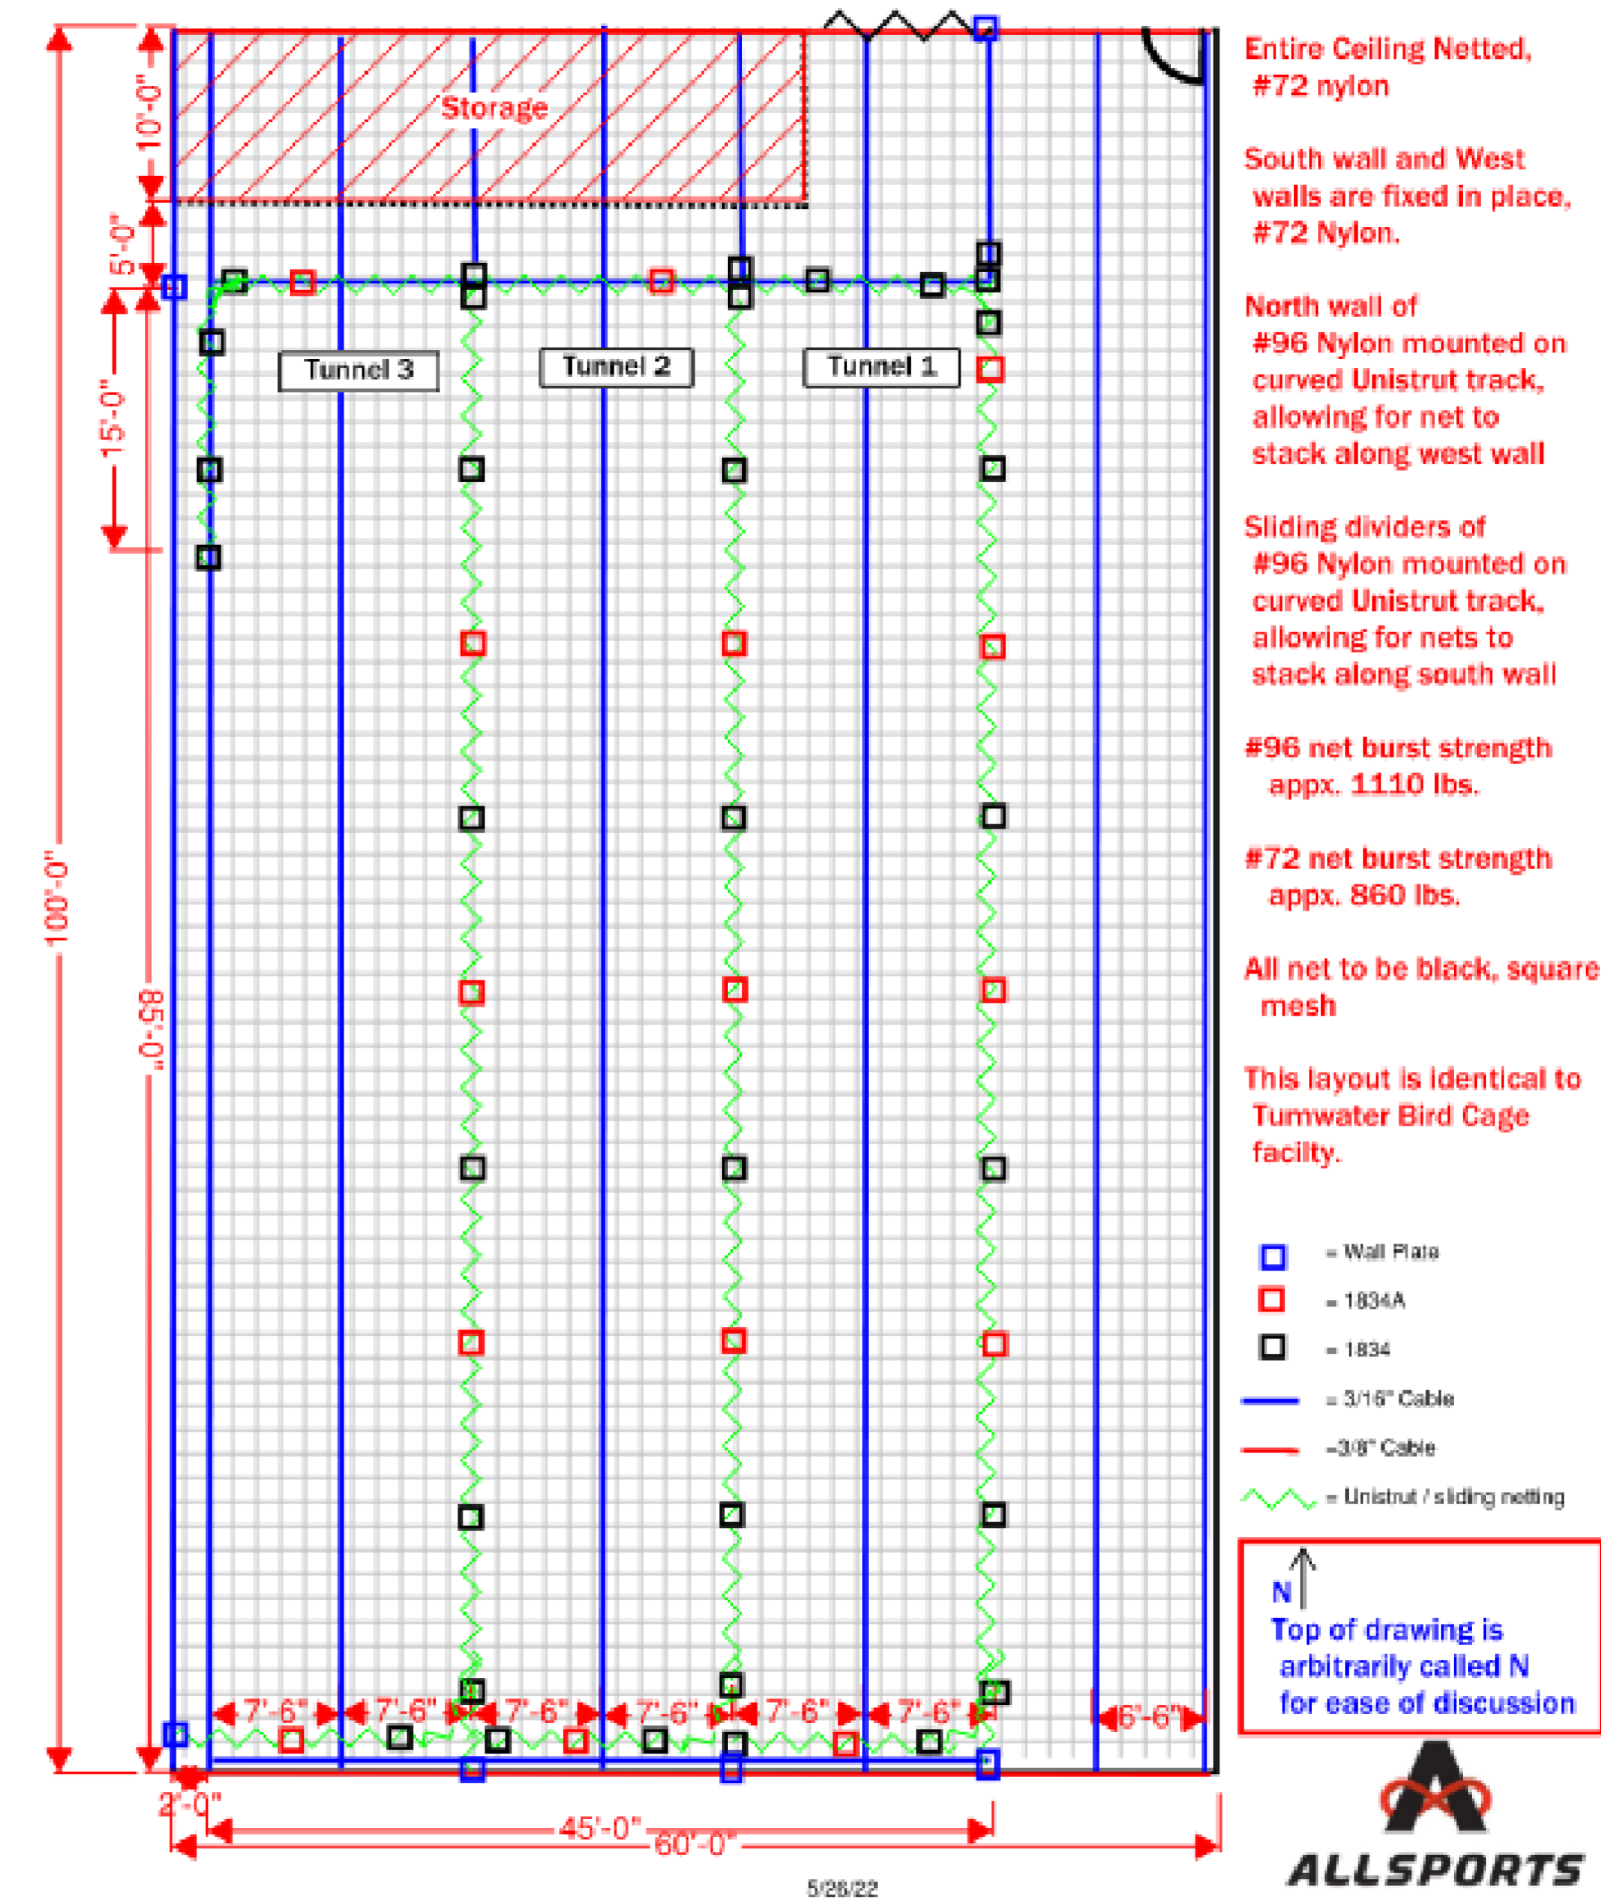 Entire Ceiling Netted,
#72 nylon
South wall and West
walls are fixed in place,
#72 Nylon.
North wall of
#96 Nylon mounted on
curved Unistrut track,
allowing for net to
stack along west wall
Sliding dividers of
#96 Nylon mounted on
curved Unistrut track,
allowing for nets to
stack along south wall
#96 net burst strength
appx. 1110 lbs.
#72 net burst strength
appx. 860 lbs.
All net to be black, square
mesh
This layout is identical to
Tumwater Bird Cage
facilty.
= Wall Plate
= 1834A
= 1834
= 3/16" Cable
=3/8" Cable
= Unistrut / sliding netting
N
Top of drawing is
arbitrarily called N
for ease of discussion
ALLSPORTS
Storage
10'-0"
5'-0"
15'-0"
100'-0"
85'-0"
Tunnel 3
Tunnel 2
Tunnel 1
7'-6" 7'-6" 7'-6" 7'-6" 7'-6" 7'-6" 6'-6"
2'-0"
45'-0"
60'-0"
5/26/22